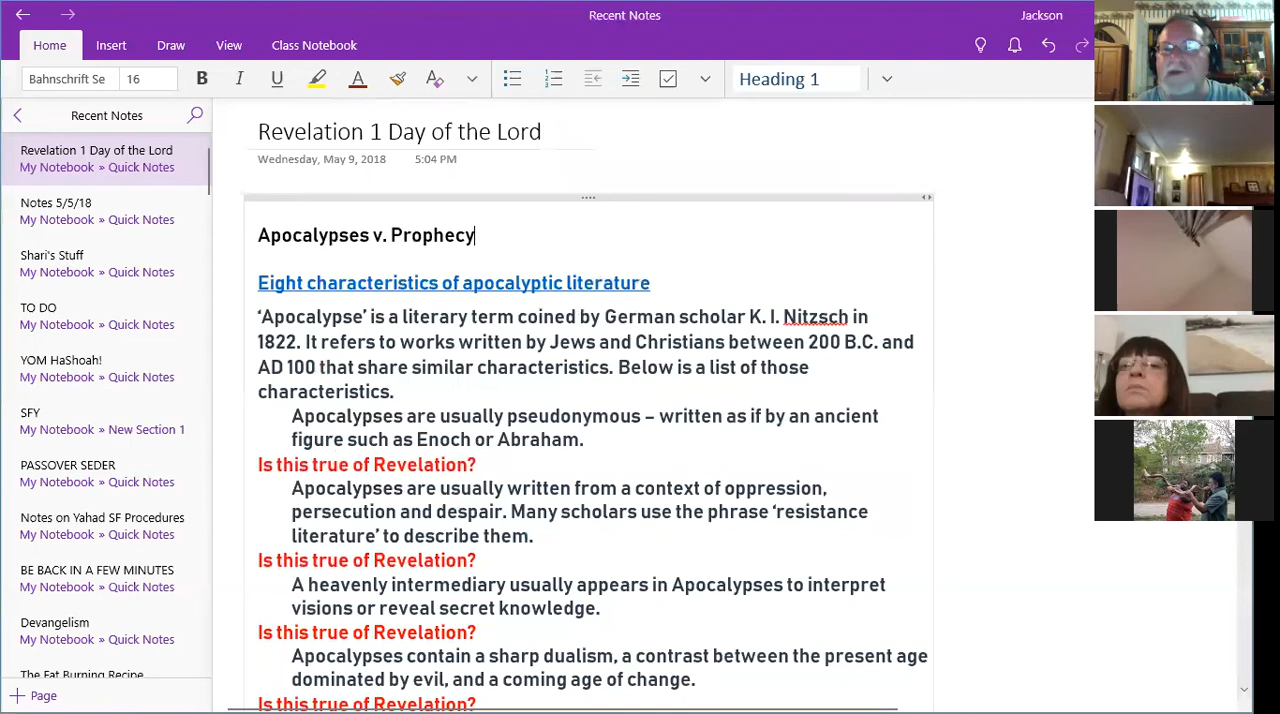 Recent Notes
Jackson
Home Insert Draw View Class Notebook
Bahnschrift Se 16 B I U A A Heading 1
Recent Notes
Revelation 1 Day of the Lord
My Notebook » Quick Notes
Notes 5/5/18
My Notebook » Quick Notes
Shari's Stuff
My Notebook » Quick Notes
TO DO
My Notebook » Quick Notes
YOM HaShoah!
My Notebook » Quick Notes
SFY
My Notebook » New Section 1
PASSOVER SEDER
My Notebook » Quick Notes
Notes on Yahad SF Procedures
My Notebook » Quick Notes
BE BACK IN A FEW MINUTES
My Notebook » Quick Notes
Devangelism
My Notebook » Quick Notes
The Fat Burning Recipe
Page
Revelation 1 Day of the Lord
Wednesday, May 9, 2018 5:04 PM
Apocalypses v. Prophecy
Eight characteristics of apocalyptic literature
‘Apocalypse’ is a literary term coined by German scholar K. I. Nitzsch in
1822. It refers to works written by Jews and Christians between 200 B.C. and
AD 100 that share similar characteristics. Below is a list of those
characteristics.
Apocalypses are usually pseudonymous – written as if by an ancient
figure such as Enoch or Abraham.
Is this true of Revelation?
Apocalypses are usually written from a context of oppression,
persecution and despair. Many scholars use the phrase ‘resistance
literature’ to describe them.
Is this true of Revelation?
A heavenly intermediary usually appears in Apocalypses to interpret
visions or reveal secret knowledge.
Is this true of Revelation?
Apocalypses contain a sharp dualism, a contrast between the present age
dominated by evil, and a coming age of change.
Is this true of Revelation?